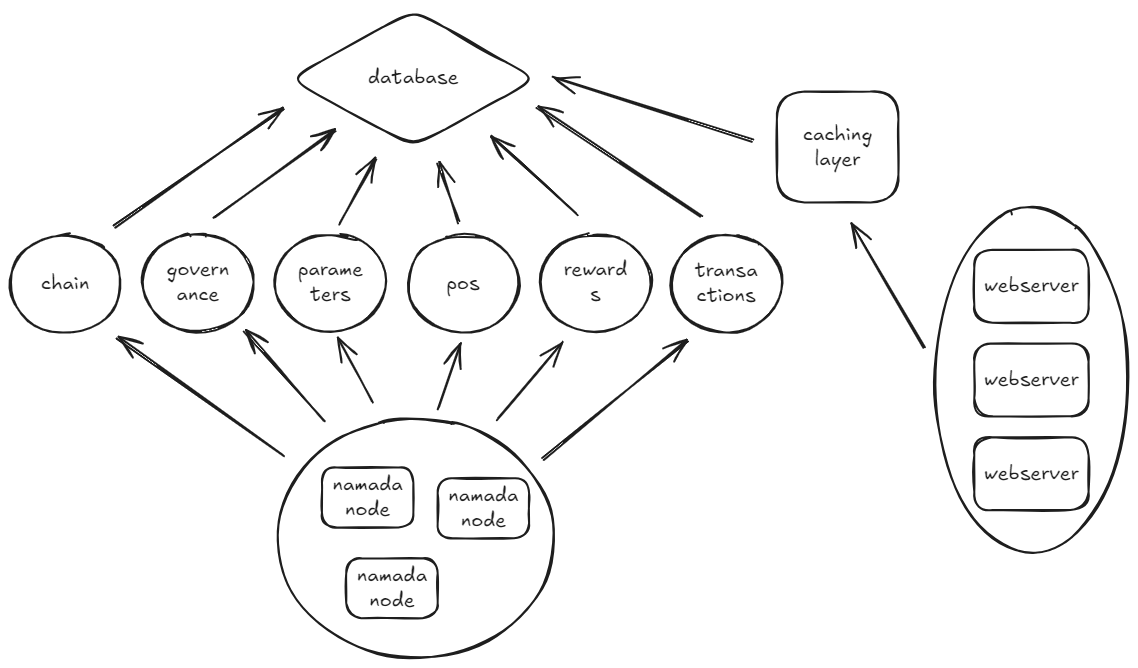 database
caching
layer
chain
govern
ance
parame
ters
pos
reward
s
transa
ctions
webserver
webserver
webserver
namada
node
namada
node
namada
node